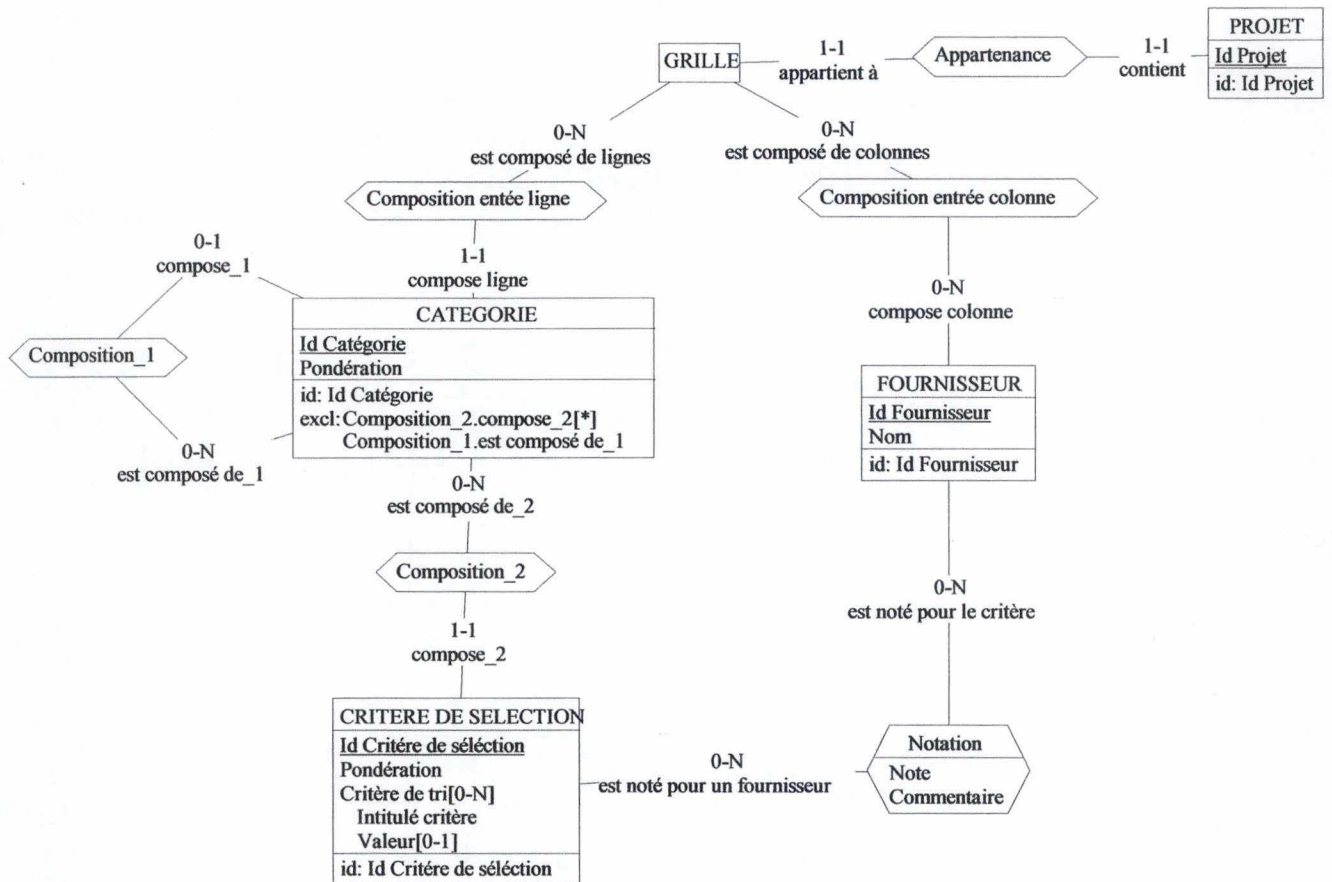 PROJET
Id Projet
id: Id Projet
1-1
contient
Appartenance
1-1
appartient à
GRILLE
0-N
est composé de lignes
0-N
est composé de colonnes
Composition entée ligne
Composition entrée colonne
0-1
compose_1
1-1
compose ligne
0-N
compose colonne
Composition_1
CATEGORIE
Id Catégorie
Pondération
id: Id Catégorie
excl: Composition_2.compose_2[*]
Composition_1.est composé de_1
0-N
est composé de_1
FOURNISSEUR
Id Fournisseur
Nom
id: Id Fournisseur
0-N
est composé de_2
Composition_2
0-N
est noté pour le critère
1-1
compose_2
CRITERE DE SELECTION
Id Critére de séléction
Pondération
Critère de tri[0-N]
Intitulé critère
Valeur[0-1]
id: Id Critére de séléction
0-N
est noté pour un fournisseur
Notation
Note
Commentaire